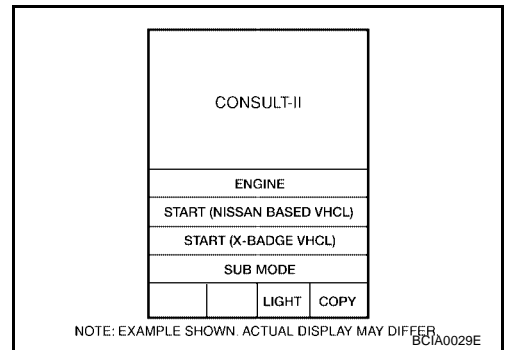 CONSULT-II
ENGINE
START (NISSAN BASED VHCL)
START (X-BADGE VHCL)
SUB MODE
LIGHT COPY
NOTE: EXAMPLE SHOWN. ACTUAL DISPLAY MAY DIFFER.
BCIA0029E